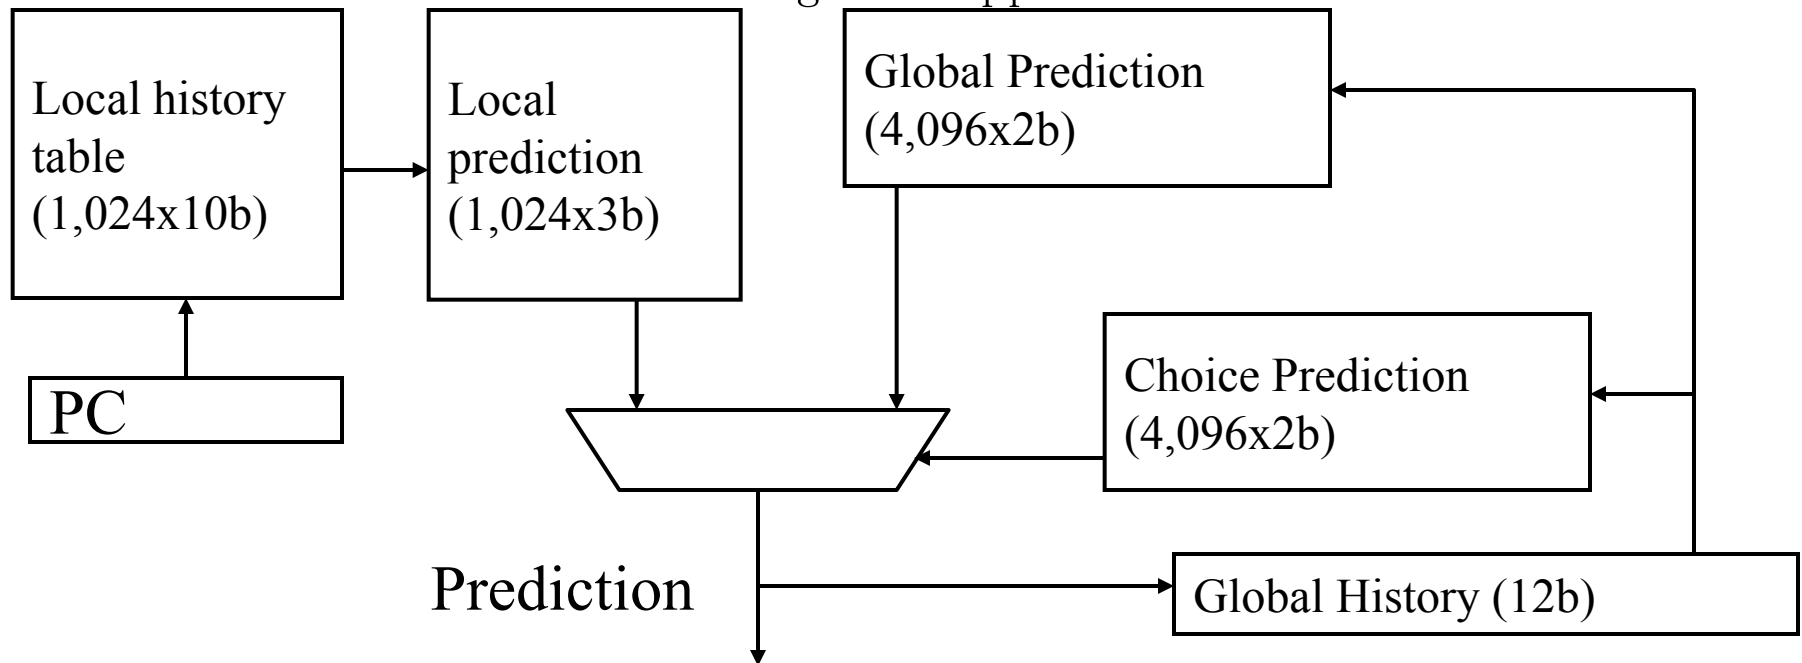 Local history
table
(1,024x10b)
Local
prediction
(1,024x3b)
Global Prediction
(4,096x2b)
PC
Choice Prediction
(4,096x2b)
Prediction
Global History (12b)